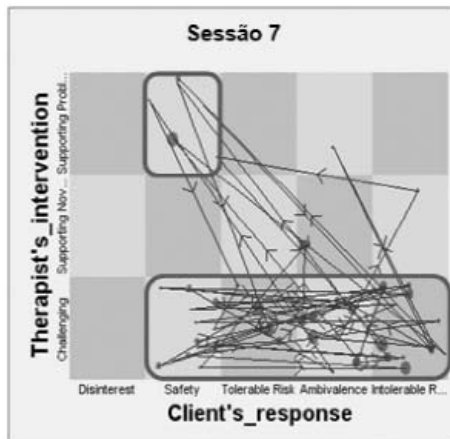 Sessão 7
Therapist's_intervention
Supporting Probl...
Supporting Nov ...
Challenging
Disinterest
Safety
Tolerable Risk
Ambivalence
Intolerable R...
Client's_response